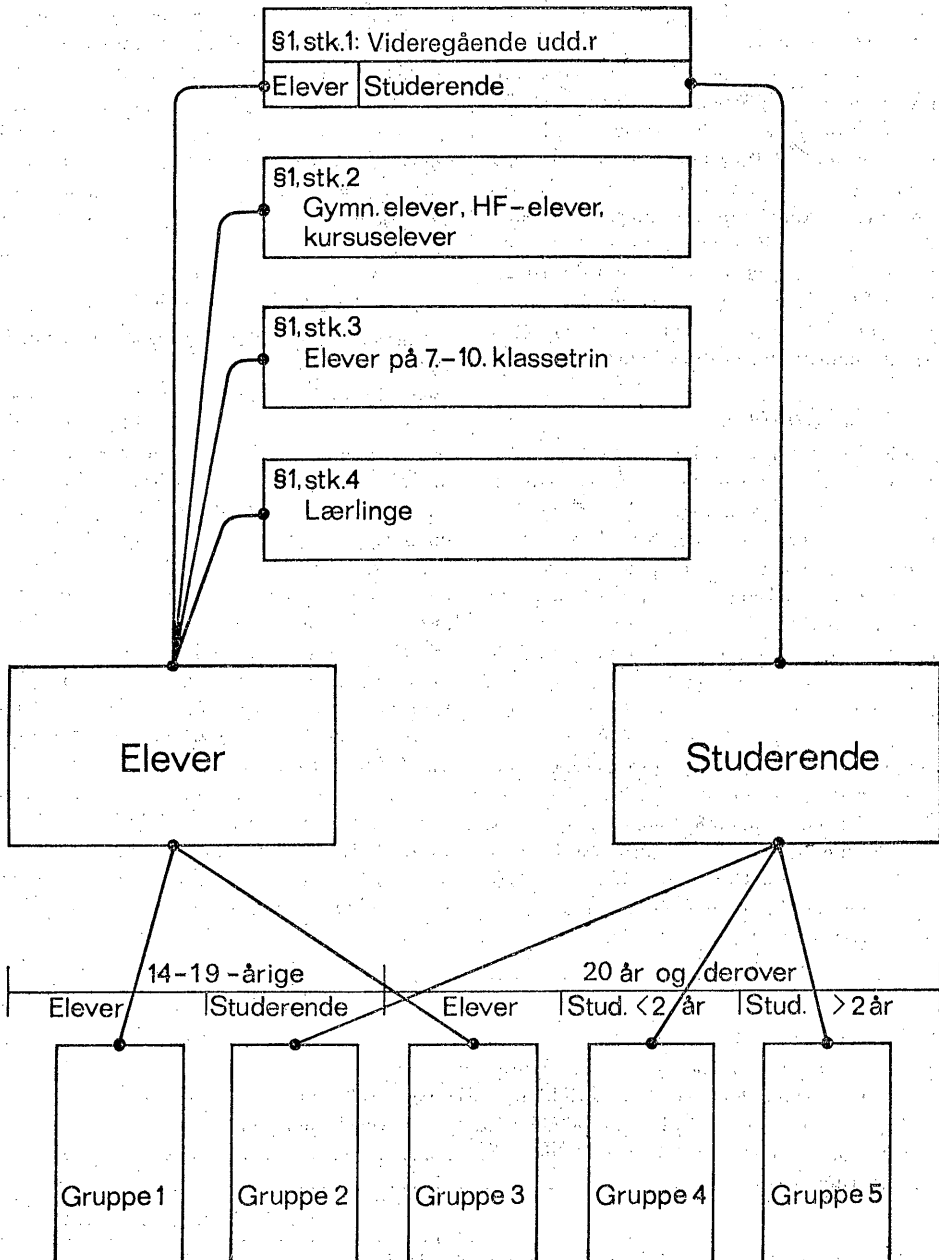 §1, stk.1: Videregående udd.r
Elever Studerende
§1, stk.2
Gymn. elever, HF-elever,
kursuselever
§1, stk.3
Elever på 7.-10. klassetrin
§1, stk.4
Lærlinge
Elever
Studerende
14-19-årige
20 år og derover
Elever
Studerende
Elever
Stud. < 2 år
Stud. > 2 år
Gruppe 1
Gruppe 2
Gruppe 3
Gruppe 4
Gruppe 5